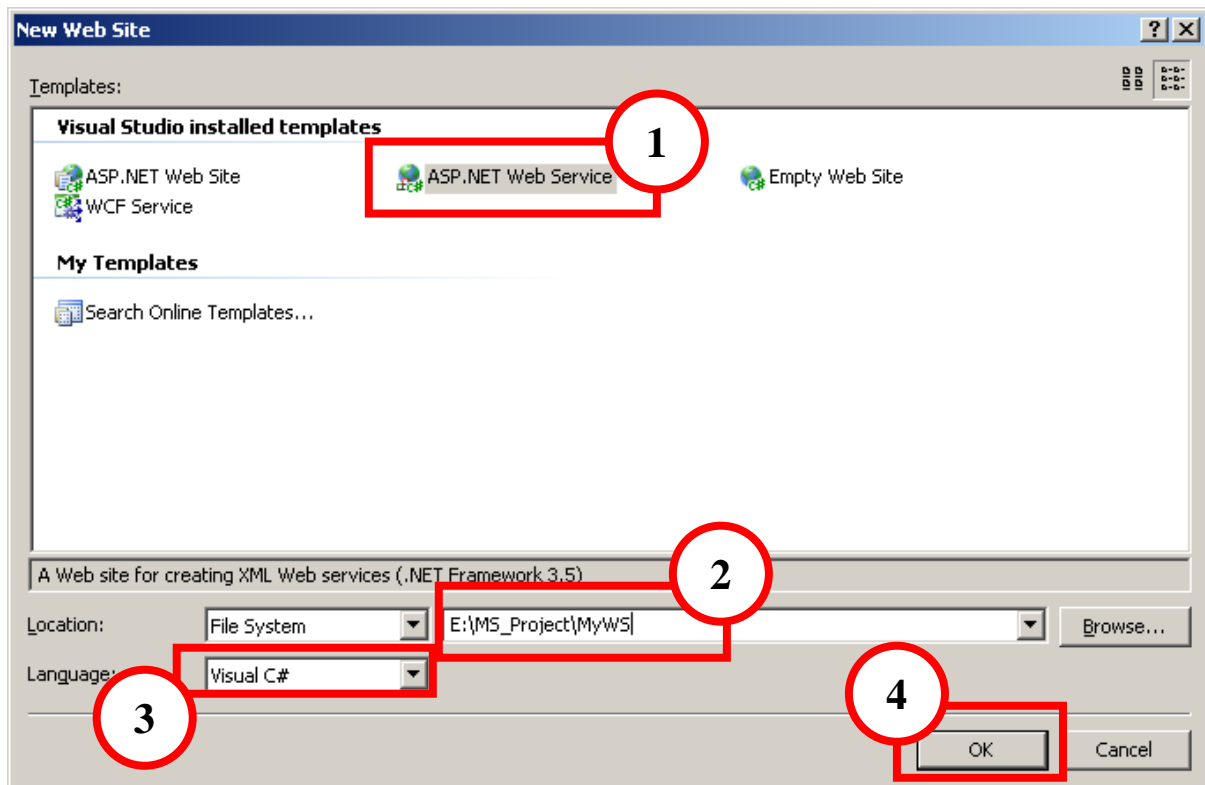 New Web Site
Templates:
Visual Studio installed templates
1
ASP.NET Web Site
ASP.NET Web Service
Empty Web Site
WCF Service
My Templates
Search Online Templates...
A Web site for creating XML Web services (.NET Framework 3.5)
2
Location:
File System
E:\MS_Project\MyWS
Browse...
Language:
Visual C#
3
4
OK
Cancel